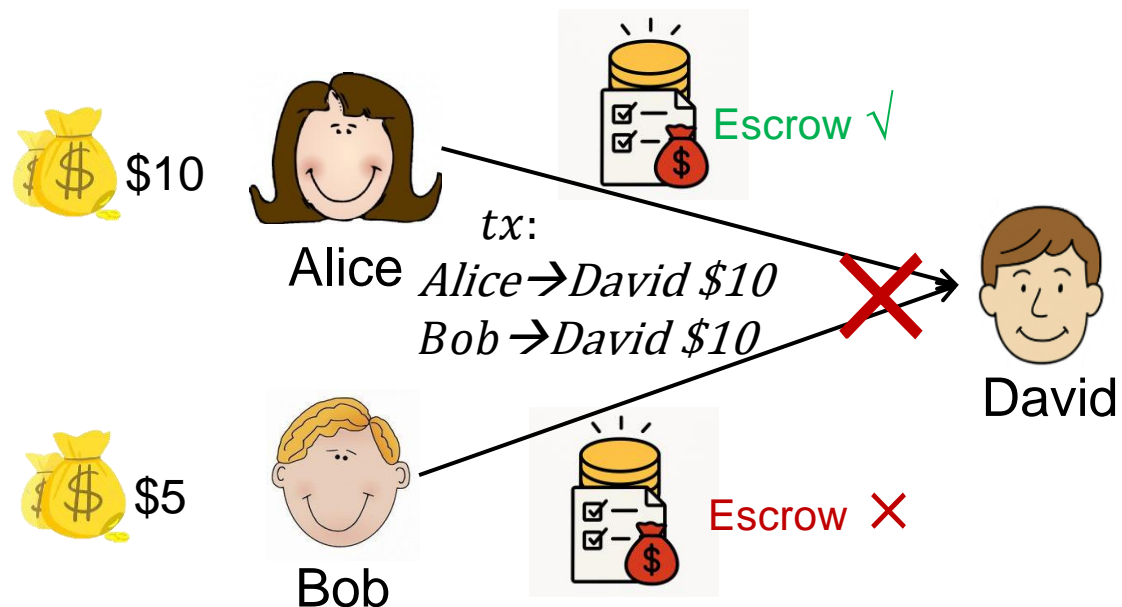 Escrow √
$10
tx:
Alice
Alice→David $10
Bob→David $10
David
$5
Escrow ×
Bob